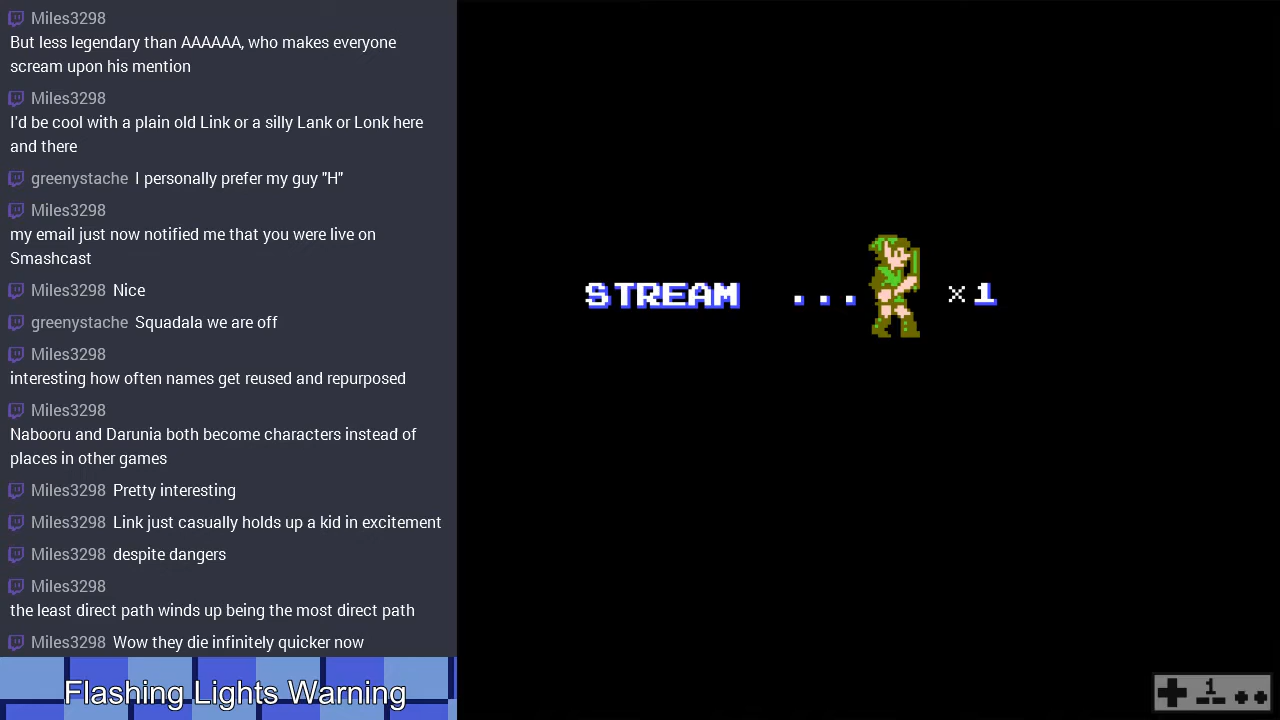 Miles3298
But less legendary than AAAAAA, who makes everyone
scream upon his mention
Miles3298
I'd be cool with a plain old Link or a silly Lank or Lonk here
and there
greenystache I personally prefer my guy "H"
Miles3298
my email just now notified me that you were live on
Smashcast
Miles3298 Nice
greenystache Squadala we are off
Miles3298
interesting how often names get reused and repurposed
Miles3298
Nabooru and Darunia both become characters instead of
places in other games
Miles3298 Pretty interesting
Miles3298 Link just casually holds up a kid in excitement
Miles3298 despite dangers
Miles3298
the least direct path winds up being the most direct path
Miles3298 Wow they die infinitely quicker now
Flashing Lights Warning
STREAM ... ×1
1